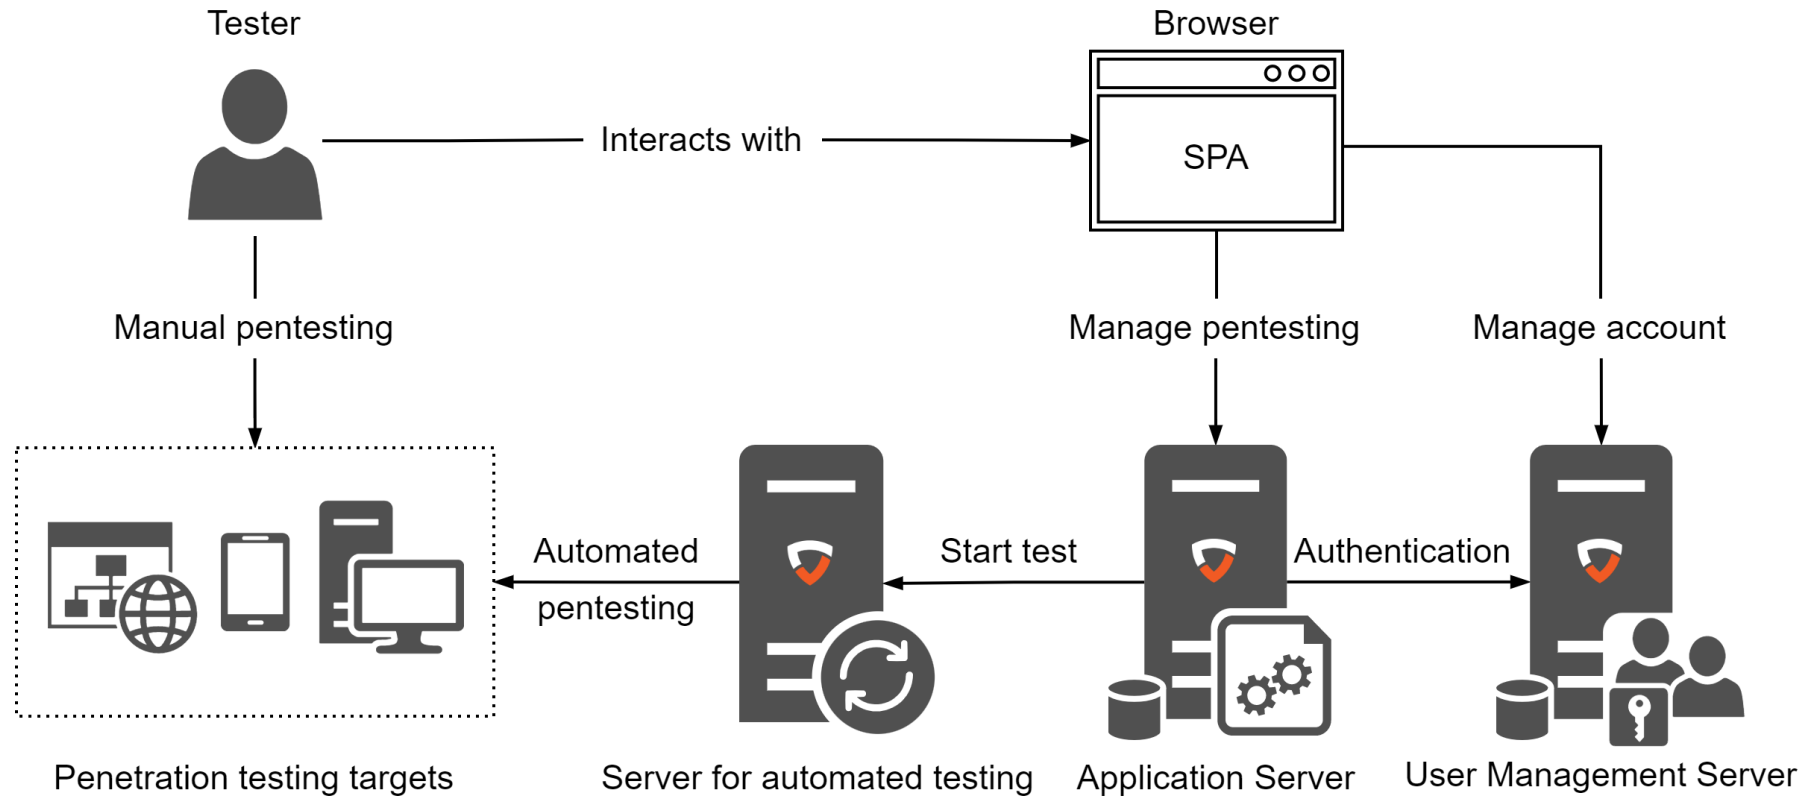 Tester
Browser
Interacts with
SPA
Manual pentesting
Manage pentesting
Manage account
Automated
pentesting
Start test
Authentication
Penetration testing targets
Server for automated testing
Application Server
User Management Server